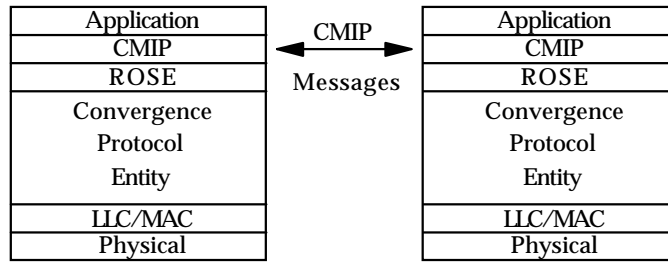 Application
CMIP
ROSE
Convergence
Protocol
Entity
LLC/MAC
Physical
CMIP
Messages
Application
CMIP
ROSE
Convergence
Protocol
Entity
LLC/MAC
Physical